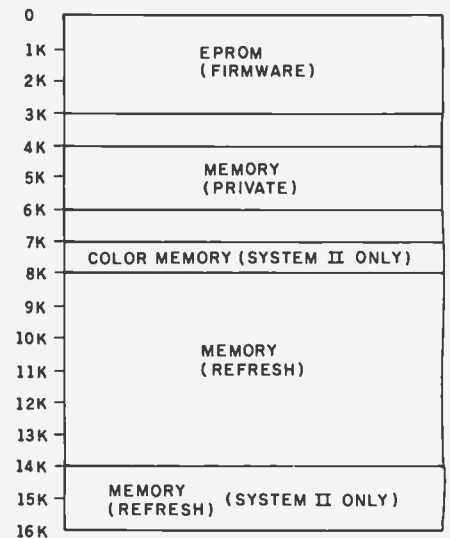 0
1K
2K
3K
4K
5K
6K
7K
8K
9K
10K
11K
12K
13K
14K
15K
16K
EPROM
(FIRMWARE)
MEMORY
(PRIVATE)
COLOR MEMORY (SYSTEM II ONLY)
MEMORY
(REFRESH)
MEMORY
(REFRESH) (SYSTEM II ONLY)